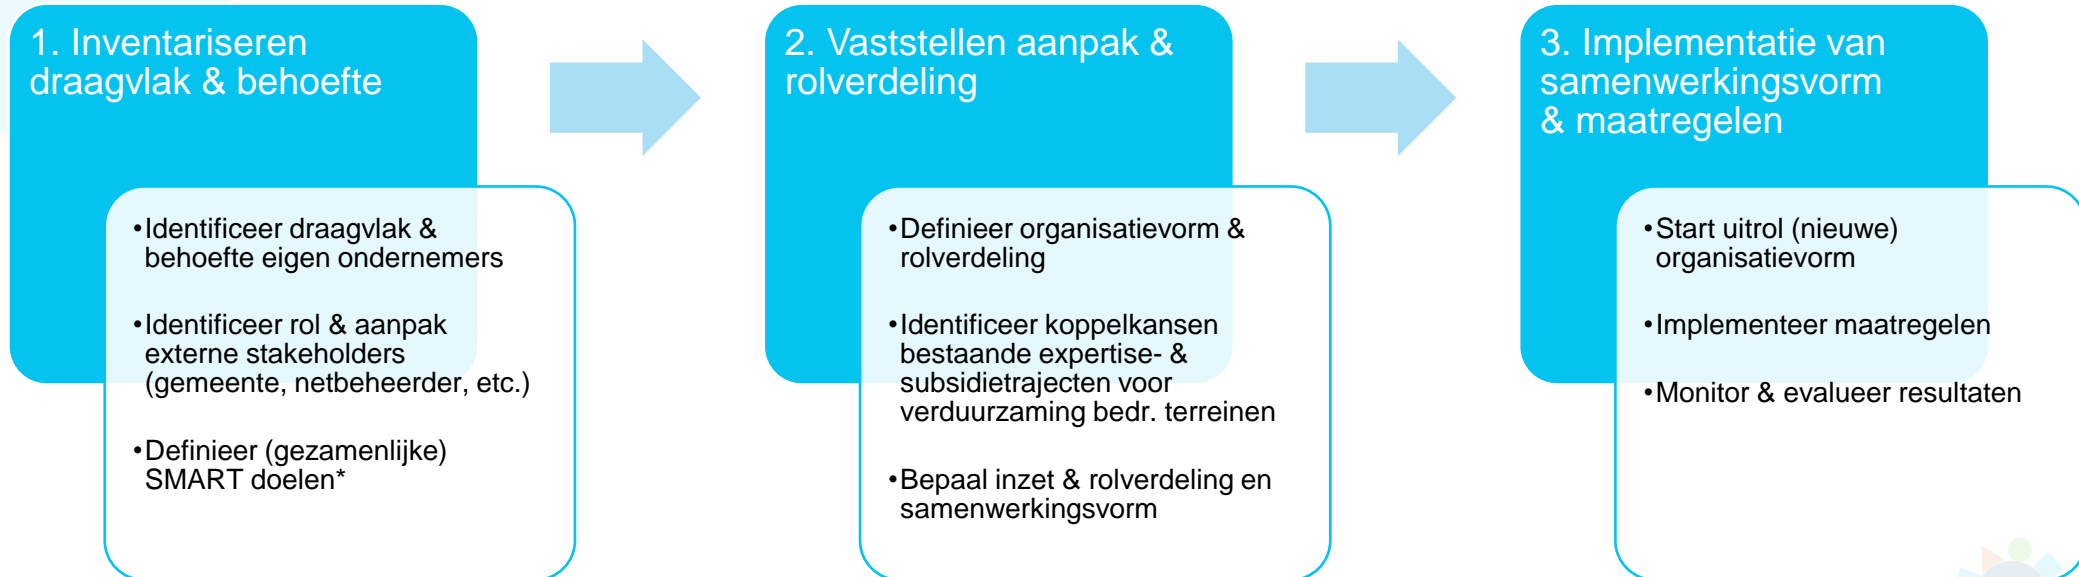 1. Inventariseren
draagvlak & behoefte
•Identificeer draagvlak &
behoefte eigen ondernemers
•Identificeer rol & aanpak
externe stakeholders
(gemeente, netbeheerder, etc.)
•Definieer (gezamenlijke)
SMART doelen*
2. Vaststellen aanpak &
rolverdeling
•Definieer organisatievorm &
rolverdeling
•Identificeer koppelkansen
bestaande expertise- &
subsidietrajecten voor
verduurzaming bedr. terreinen
•Bepaal inzet & rolverdeling en
samenwerkingsvorm
3. Implementatie van
samenwerkingsvorm
& maatregelen
•Start uitrol (nieuwe)
organisatievorm
•Implementeer maatregelen
•Monitor & evalueer resultaten